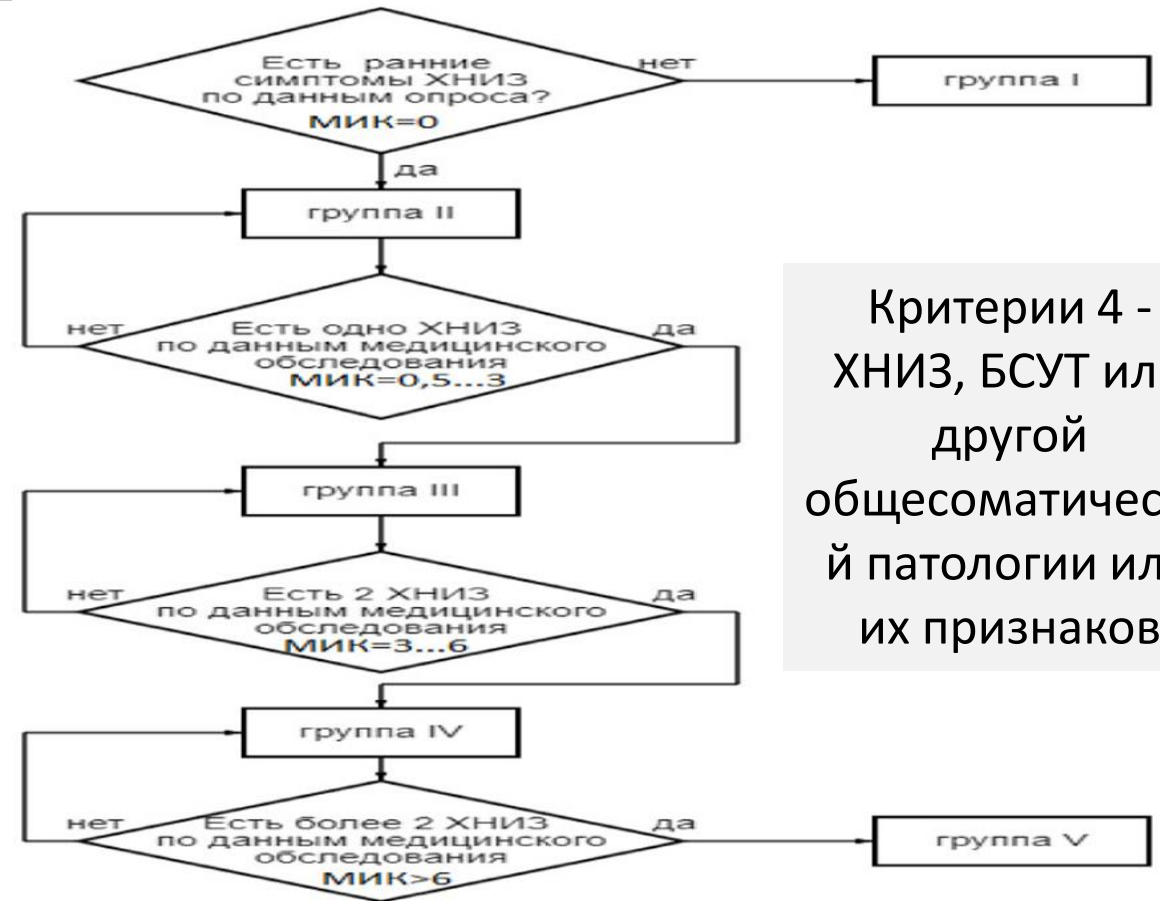 Есть ранние
симптомы ХНИЗ
по данным опроса?
МИК=0
нет
группа I
да
группа II
нет
Есть одно ХНИЗ
по данным медицинского
обследования
МИК=0,5...3
да
группа III
нет
Есть 2 ХНИЗ
по данным медицинского
обследования
МИК=3...6
да
группа IV
нет
Есть более 2 ХНИЗ
по данным медицинского
обследования
МИК>6
да
группа V
Критерии 4 -
ХНИЗ, БСУТ ил
другой
общесоматичес
й патологии ил
их признаков